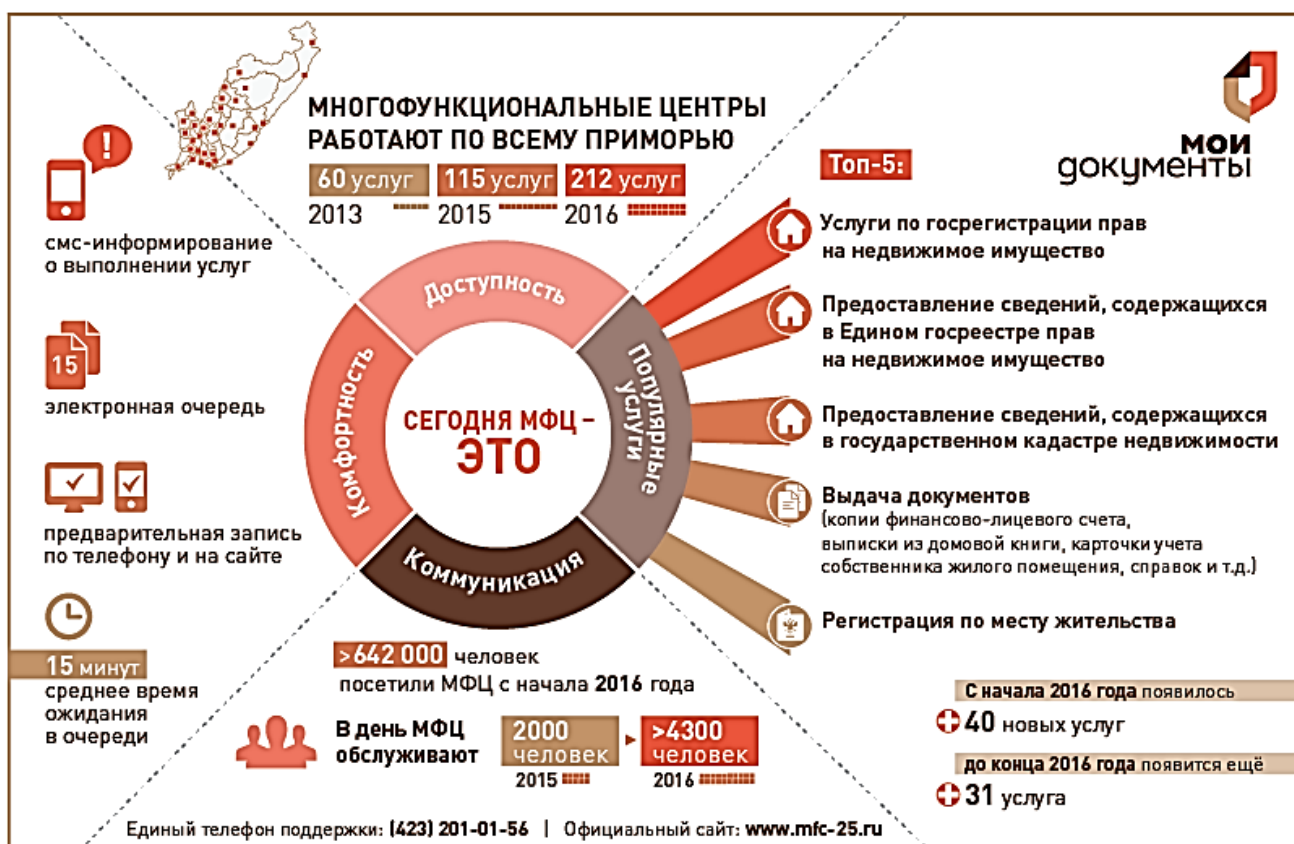 МНОГОФУНКЦИОНАЛЬНЫЕ ЦЕНТРЫ
РАБОТАЮТ ПО ВСЕМУ ПРИМОРЬЮ
60 услуг
2013
115 услуг
2015
212 услуг
2016
мои
документы
!
смс-информирование
о выполнении услуг
15
электронная очередь
предварительная запись
по телефону и на сайте
15 минут
среднее время
ожидания
в очереди
Доступность
Комфортность
Популярные
услуги
Коммуникация
СЕГОДНЯ МФЦ –
ЭТО
Топ-5:
Услуги по госрегистрации прав
на недвижимое имущество
Предоставление сведений, содержащихся
в Едином госреестре прав
на недвижимое имущество
Предоставление сведений, содержащихся
в государственном кадастре недвижимости
Выдача документов
(копии финансово-лицевого счета,
выписки из домовой книги, карточки учета
собственника жилого помещения, справок и т.д.)
Регистрация по месту жительства
>642 000 человек
посетили МФЦ с начала 2016 года
В день МФЦ
обслуживают
2000
человек
2015
>4300
человек
2016
С начала 2016 года появилось
+40 новых услуг
до конца 2016 года появится ещё
+31 услуга
Единый телефон поддержки: (423) 201-01-56 | Официальный сайт: www.mfc-25.ru